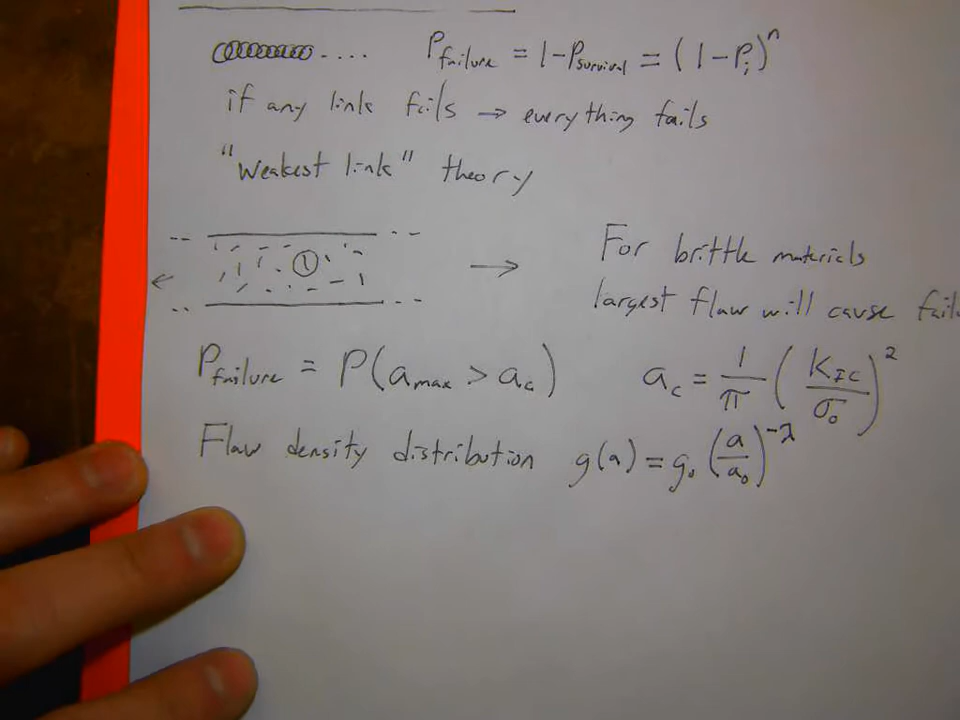 P_failure = 1 - P_survival = (1 - P_i)^n
if any link fails → everything fails
"Weakest link" theory
①
For brittle materials
largest flaw will cause
P_failure = P(a_max > a_c) a_c = 1/π (K_IC/σ_0)^2
Flaw density distribution g(a) = g_0 (a/a_0)^-λ